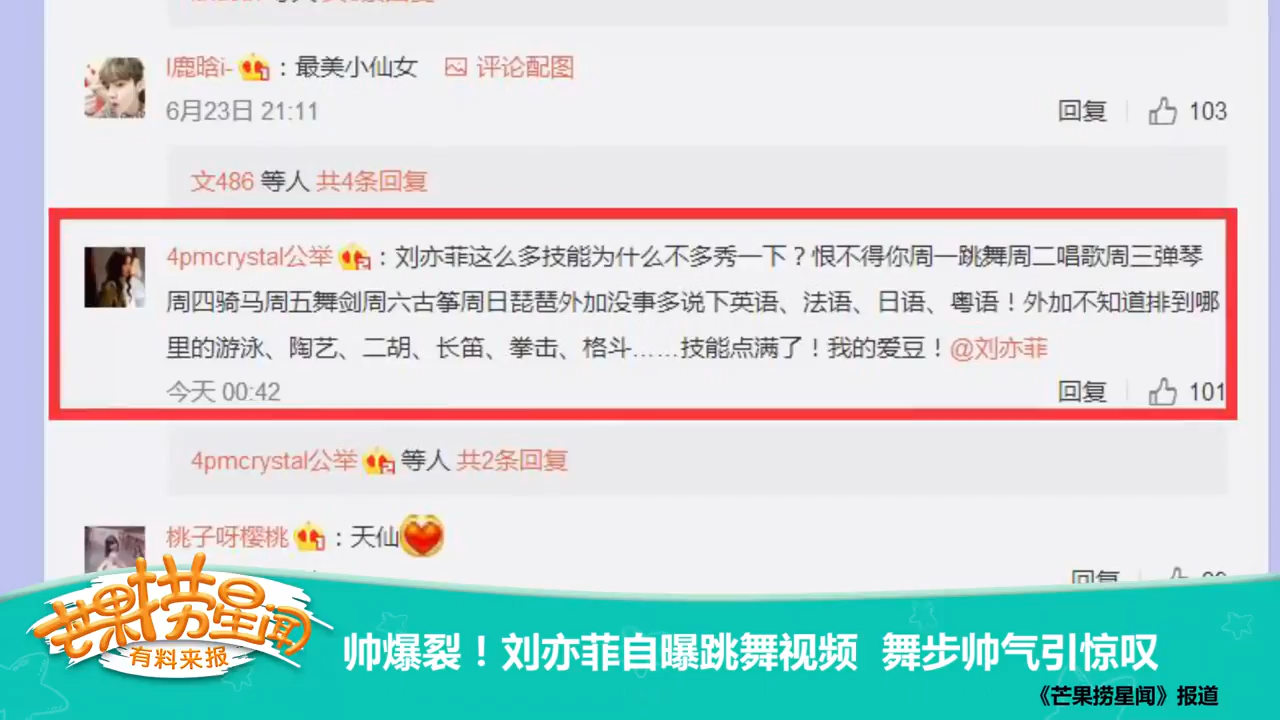 l鹿晗i-：最美小仙女 评论配图
6月23日 21:11
回复 103
文486 等人 共4条回复
4pmcrystal公举：刘亦菲这么多技能为什么不多秀一下？恨不得你周一跳舞周二唱歌周三弹琴
周四骑马周五舞剑周六古筝周日琵琶外加没事多说下英语、法语、日语、粤语！外加不知道排到哪
里的游泳、陶艺、二胡、长笛、拳击、格斗……技能点满了！我的爱豆！@刘亦菲
今天 00:42
回复 101
4pmcrystal公举 等人 共2条回复
桃子呀樱桃：天仙
回复
芒果捞星闻
有料来报
帅爆裂！刘亦菲自曝跳舞视频 舞步帅气引惊叹
《芒果捞星闻》报道